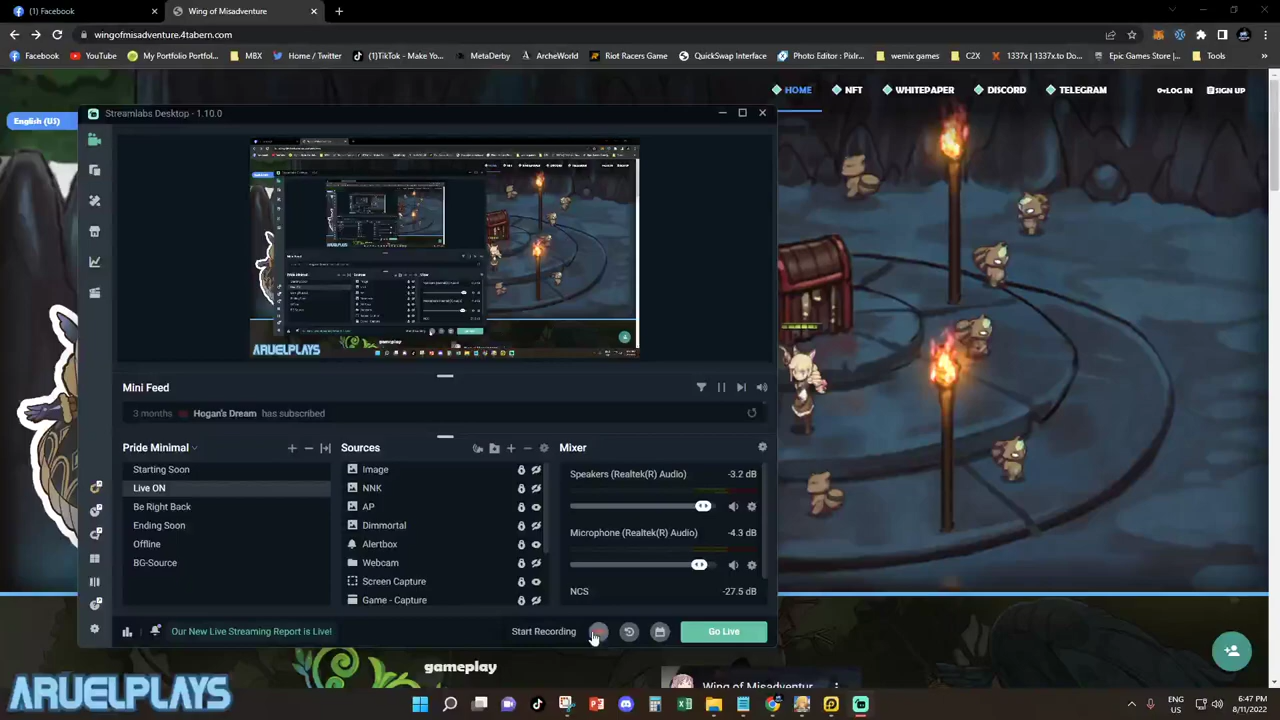 (1) Facebook
Wing of Misadventure
wingofmisadventure.4tabern.com
Facebook
YouTube
My Portfolio Portfol...
MBX
Home / Twitter
(1)TikTok - Make Yo...
MetaDerby
ArcheWorld
Riot Racers Game
QuickSwap Interface
Photo Editor : Pixlr...
wemix games
C2X
1337x | 1337x.to Do...
Epic Games Store | ...
Tools
HOME
NFT
WHITEPAPER
DISCORD
TELEGRAM
LOG IN
SIGN UP
English (US)
Streamlabs Desktop - 1.10.0
ARUELPLAYS
Mini Feed
3 months Hogan's Dream has subscribed
Pride Minimal
Starting Soon
Live ON
Be Right Back
Ending Soon
Offline
BG-Source
Sources
Image
NNK
AP
Dimmortal
Alertbox
Webcam
Screen Capture
Game - Capture
Mixer
Speakers (Realtek(R) Audio) -3.2 dB
Microphone (Realtek(R) Audio) -4.3 dB
NCS -27.5 dB
Our New Live Streaming Report is Live!
Start Recording
Go Live
gameplay
Wing of Misadventur
ARUELPLAYS
ENG
US
6:47 PM
8/11/2022